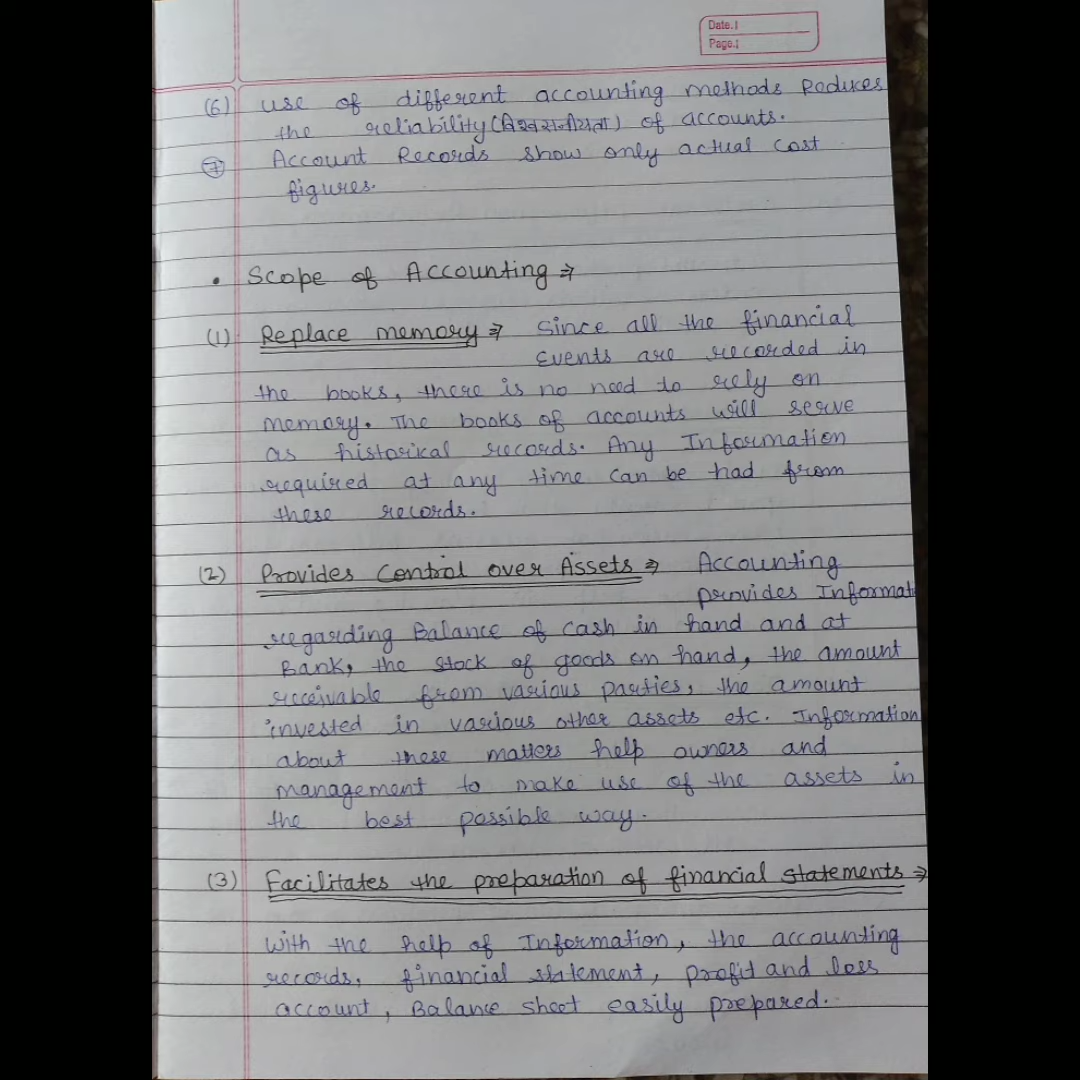 Date.:
Page.:
(6) use of different accounting methods Reduces
the reliability (विश्वसनीयता) of accounts.
(7) Account Records show only actual cost
figures.
• Scope of Accounting ⇒
(1) Replace memory ⇒ Since all the financial
Events are recorded in
the books, there is no need to rely on
memory. The books of accounts will serve
as historical records. Any Information
required at any time can be had from
these records.
(2) Provides Control over Assets ⇒ Accounting
provides Informat
regarding Balance of cash in hand and at
Bank, the stock of goods on hand, the amount
receivable from various parties, the amount
invested in various other assets etc. Information
about these matters help owners and
management to make use of the assets in
the best possible way.
(3) Facilitates the preparation of financial statements ⇒
With the help of Information, the accounting
records, financial statement, profit and loss
account, Balance sheet easily prepared.